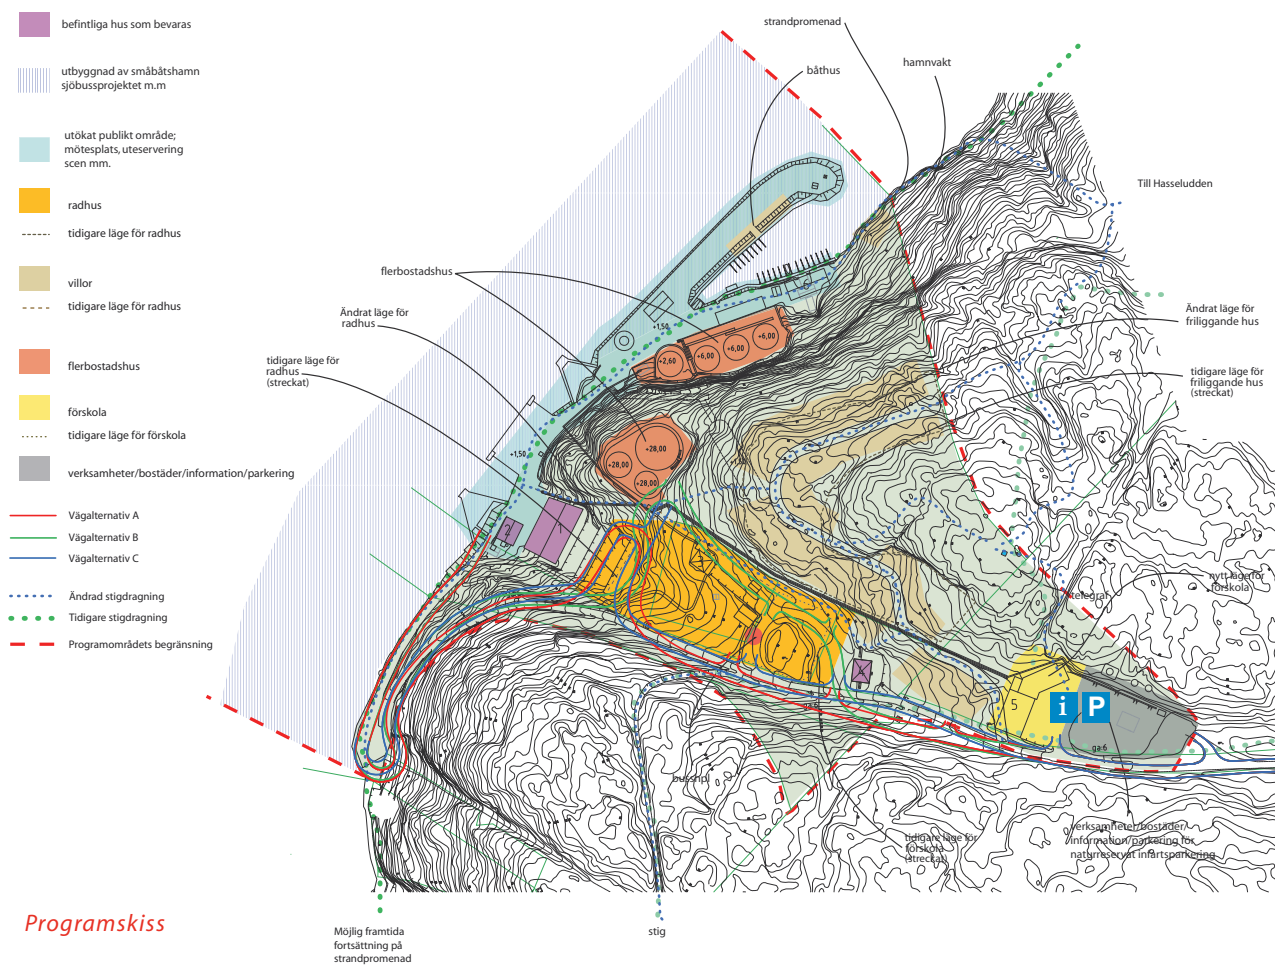 befintliga hus som bevaras
utbyggnad av småbåtshamn
sjöbussprojektet m.m
utökat publikt område;
mötesplats, uteservering
scen mm.
radhus
tidigare läge för radhus
villor
tidigare läge för radhus
flerbostadshus
förskola
tidigare läge för förskola
verksamheter/bostäder/information/parkering
Vägalternativ A
Vägalternativ B
Vägalternativ C
Ändrad stigdragning
Tidigare stigdragning
Programområdets begränsning
strandpromenad
båthus
hamnvakt
Till Hasseludden
flerbostadshus
Ändrat läge för
radhus
tidigare läge för
radhus
(streckat)
Ändrat läge för
friliggande hus
tidigare läge för
friliggande hus
(streckat)
+1,50
+2,60
+6,00
+6,00
+6,00
+1,50
+28,00
+28,00
+28,00
nytt läge för
förskola
telegraf
5
i P
ga:6
ga:6
busshpl
tidigare läge för
förskola
(streckat)
verksamheter/bostäder/
information/parkering för
naturreservat infartsparkering
stig
Möjlig framtida
fortsättning på
strandpromenad
Programskiss